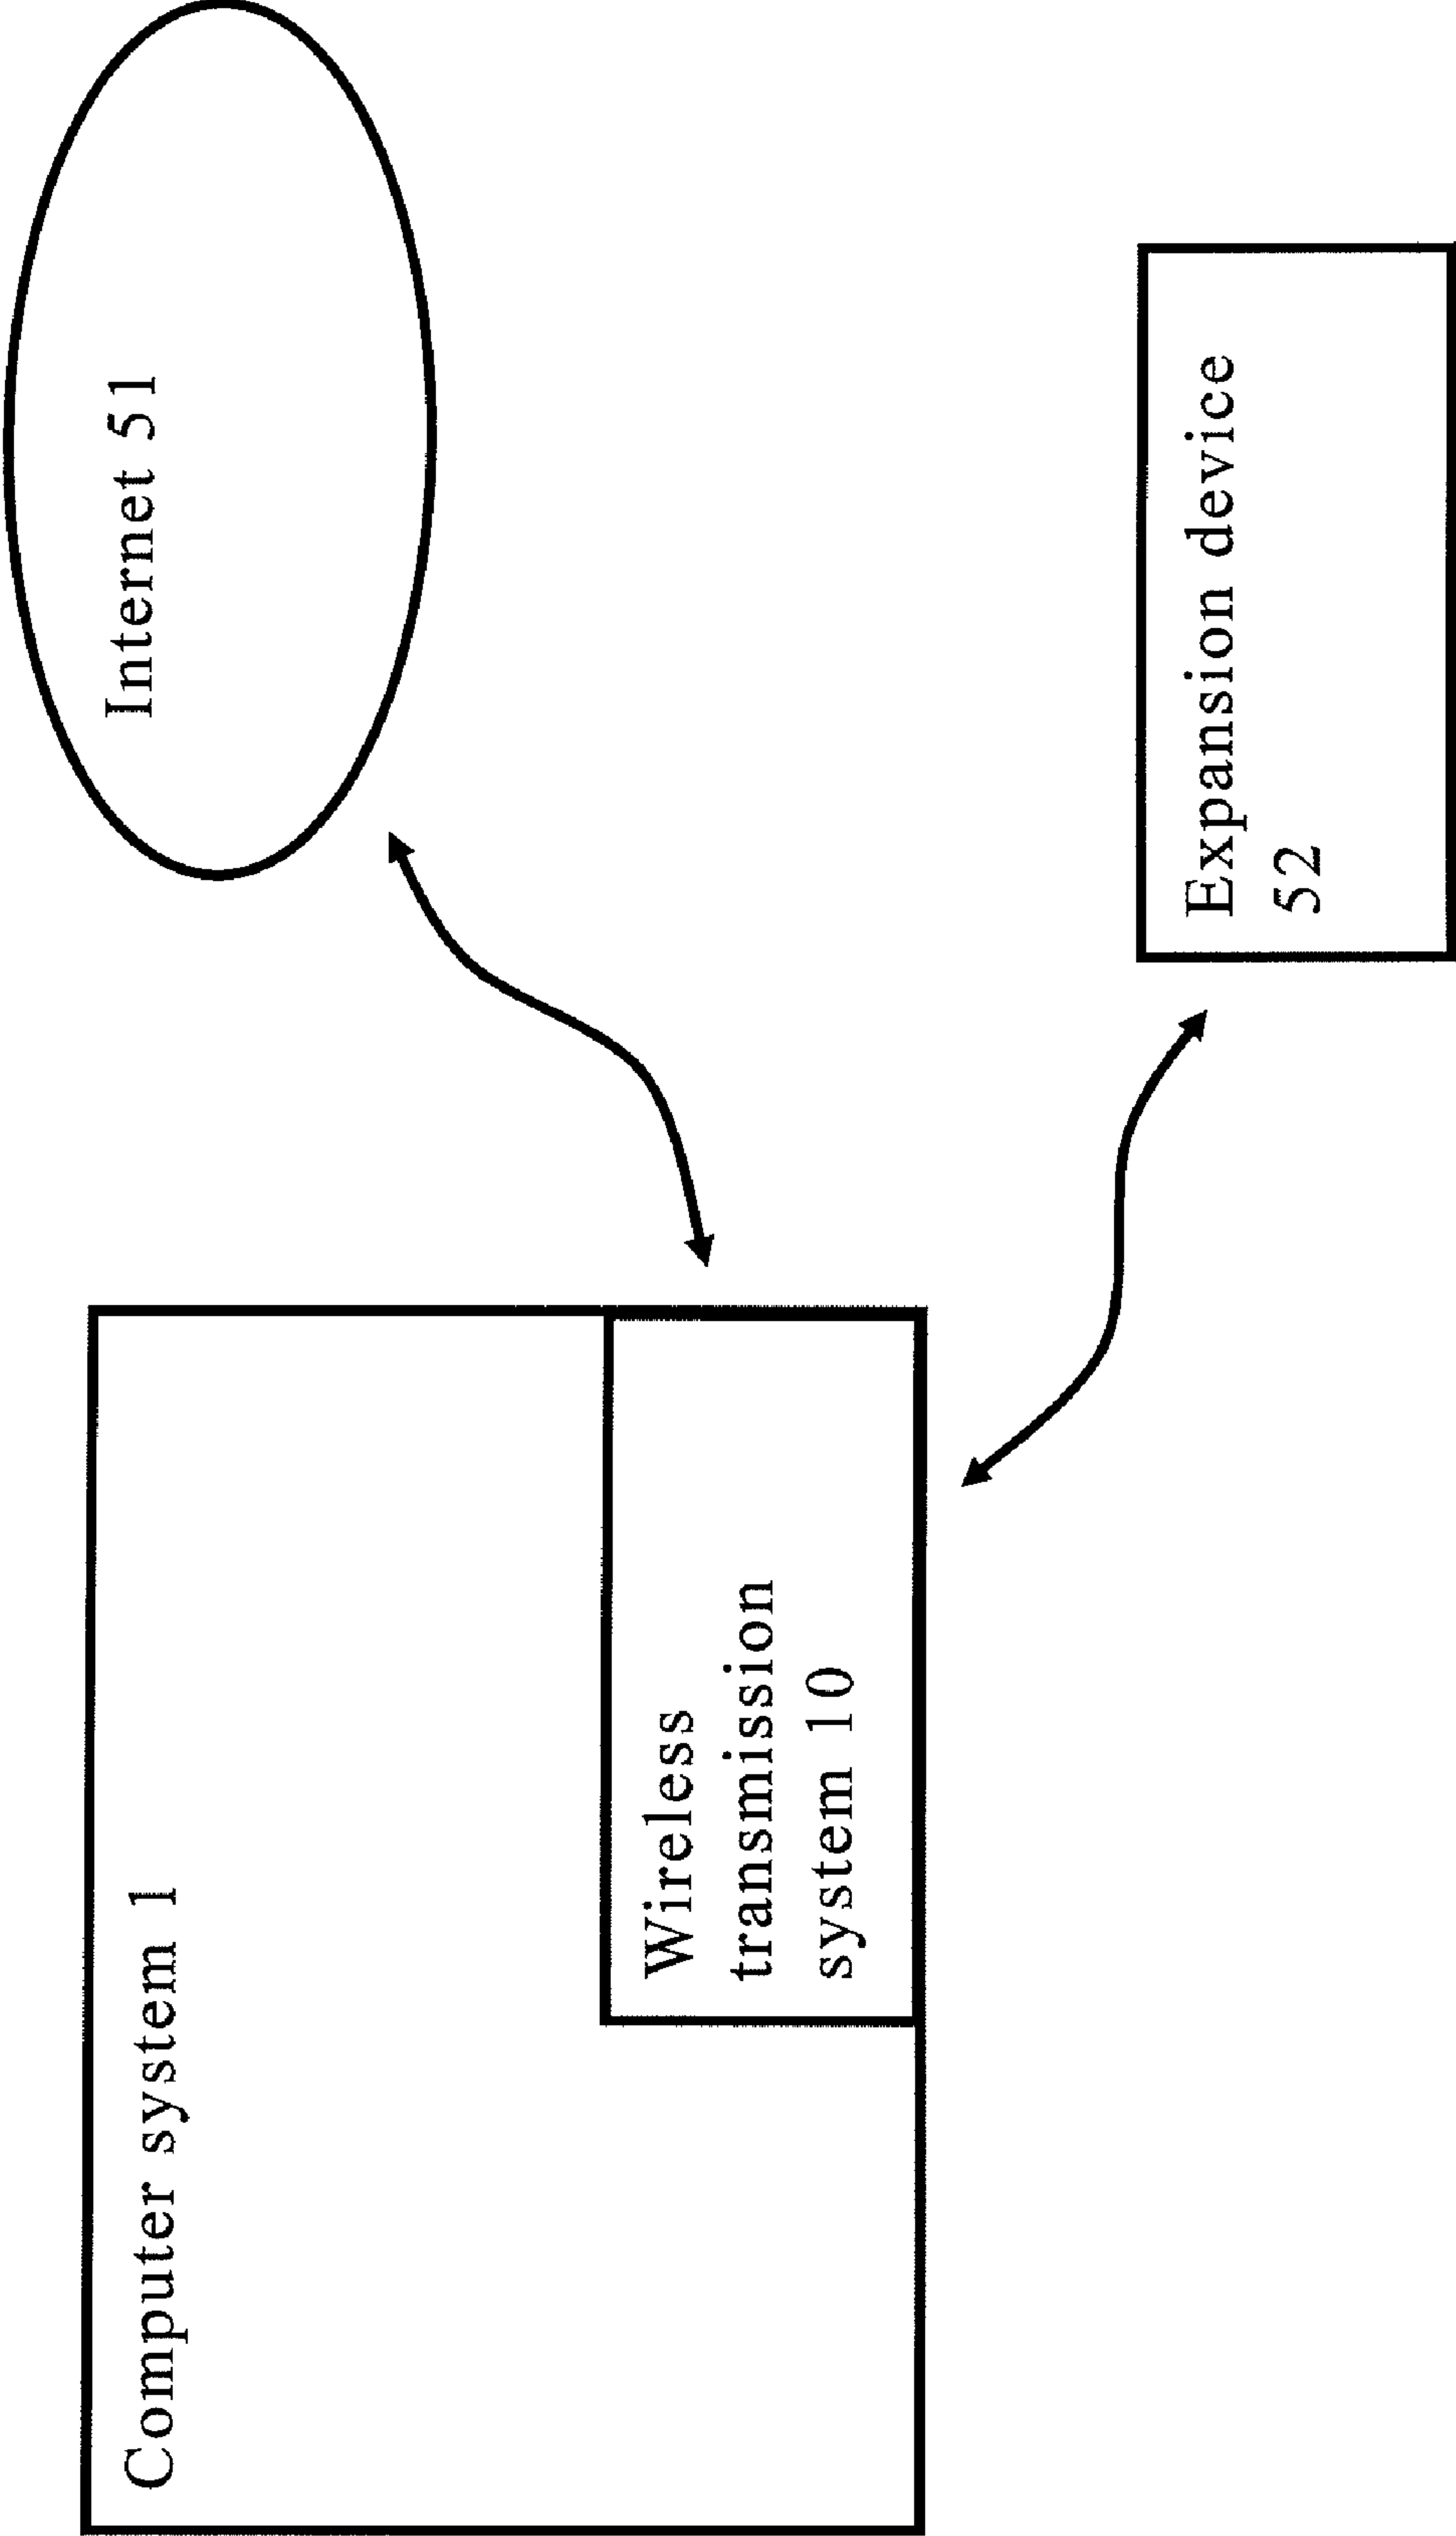 Computer system 1
Wireless
transmission
system 10
Internet 51
Expansion device
52